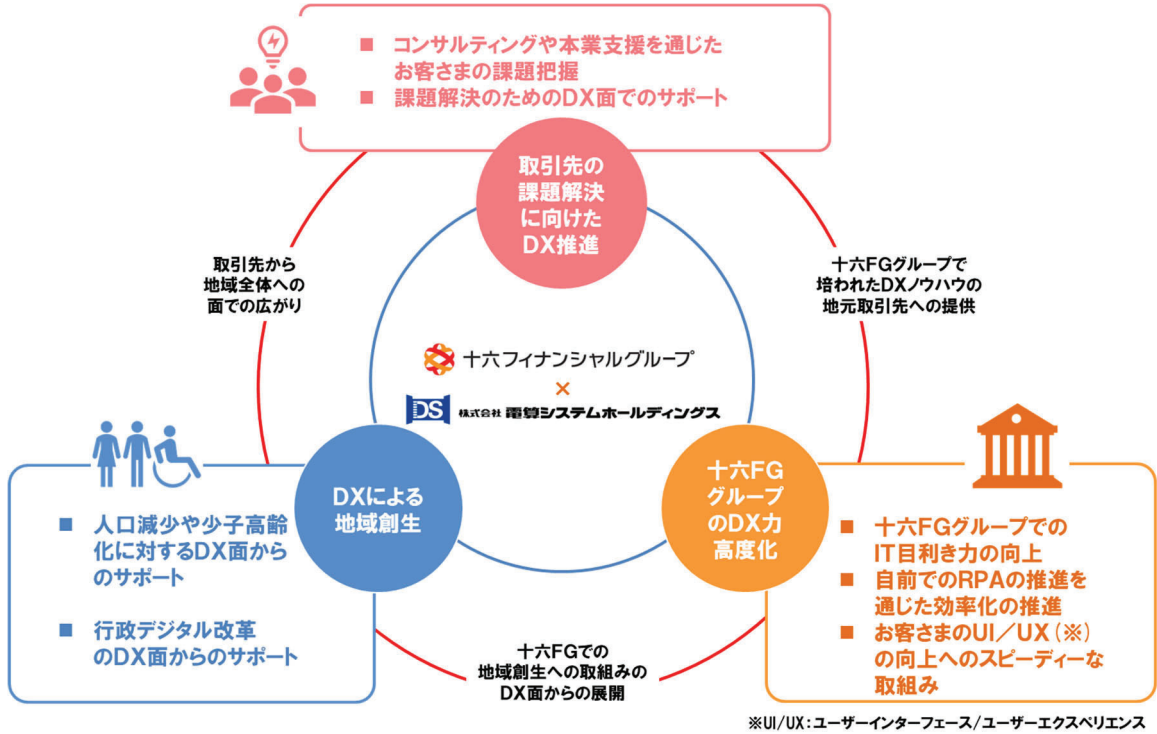 ■ コンサルティングや本業支援を通じた
お客さまの課題把握
■ 課題解決のためのDX面でのサポート
取引先の
課題解決
に向けた
DX推進
取引先から
地域全体への
面での広がり
十六FGグループで
培われたDXノウハウの
地元取引先への提供
十六フィナンシャルグループ
×
DS 株式会社 電算システムホールディングス
DXによる
地域創生
■ 人口減少や少子高齢
化に対するDX面から
のサポート
■ 行政デジタル改革
のDX面からのサポート
十六FG
グループ
のDX力
高度化
■ 十六FGグループでの
IT目利き力の向上
■ 自前でのRPAの推進を
通じた効率化の推進
■ お客さまのUI／UX（※）
の向上へのスピーディーな
取組み
十六FGでの
地域創生への取組みの
DX面からの展開
※UI/UX：ユーザーインターフェース/ユーザーエクスペリエンス